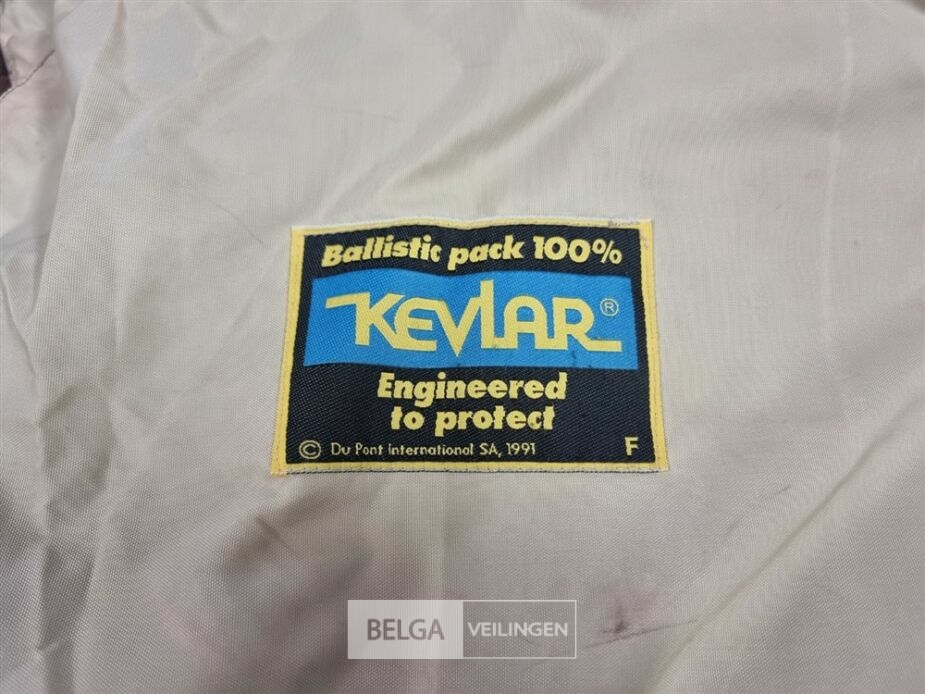 Ballistic pack 100%
KEVLAR®
Engineered
to protect
© Du Pont International SA, 1991 F
BELGA VEILINGEN